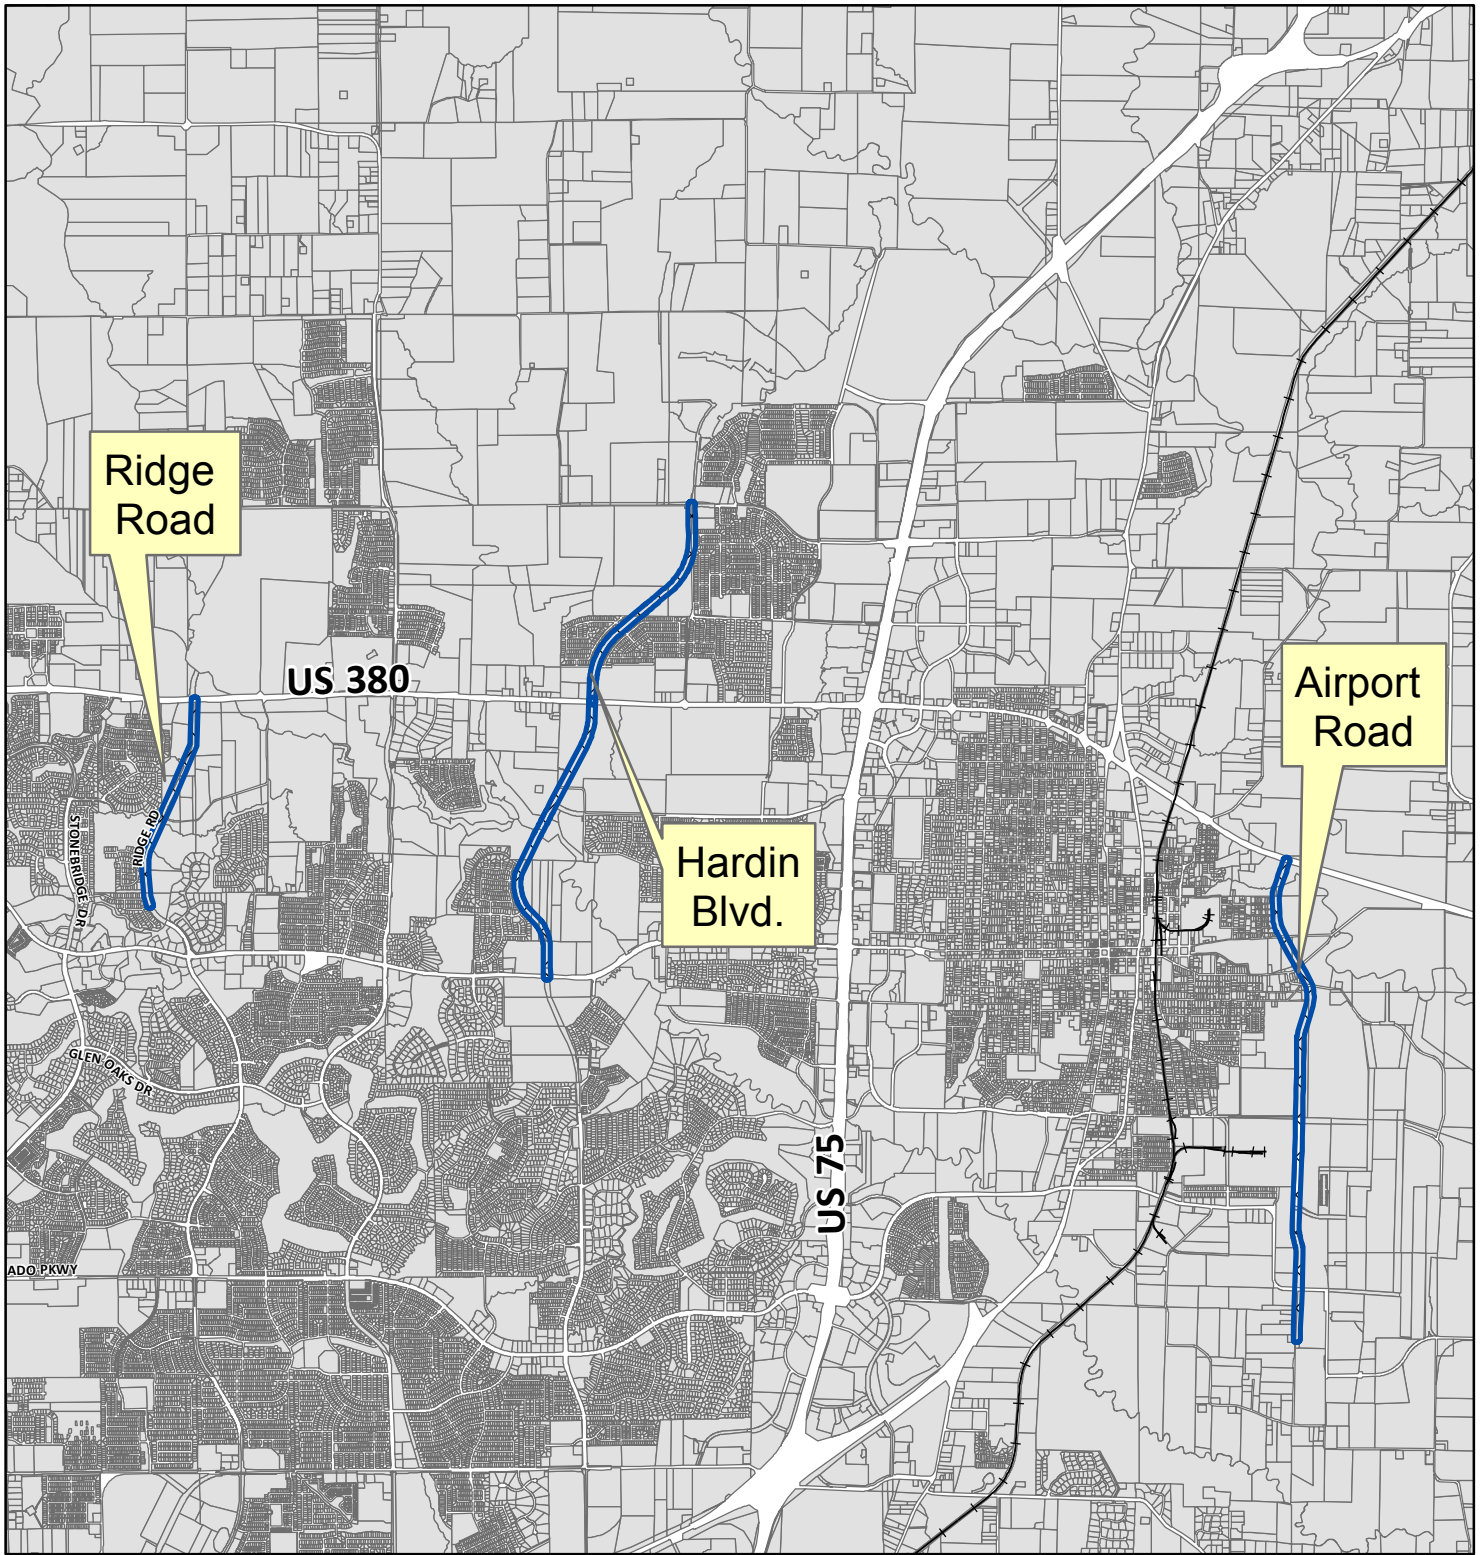 Ridge
Road
US 380
Airport
Road
RIDGE RD
STONEBRIDGE DR
Hardin
Blvd.
GLEN OAKS DR
US 75
ADO PKWY